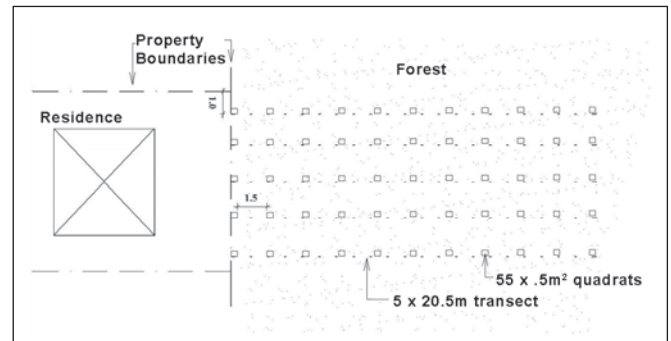 Property
Boundaries
Forest
1.0
Residence
1.5
55 x .5m² quadrats
5 x 20.5m transect